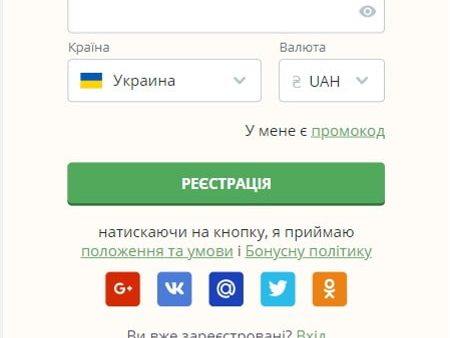 Країна Валюта
Украина ₴ UAH
У мене є промокод
РЕЄСТРАЦІЯ
натискаючи на кнопку, я приймаю
положення та умови і Бонусну політику
G+ @
Ви вже зареєстровані? Вхід